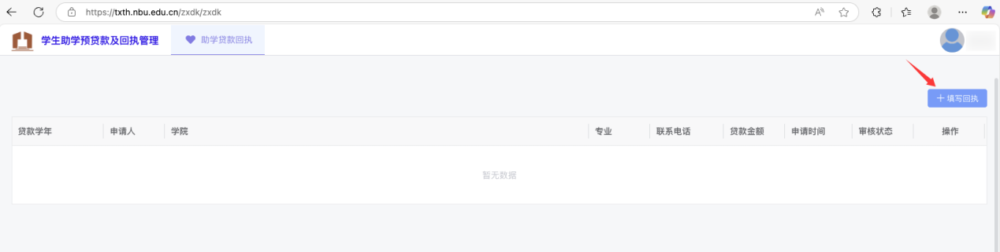 https://txth.nbu.edu.cn/zxdk/zxdk
学生助学预贷款及回执管理 助学贷款回执
填写回执
贷款学年 申请人 学院 专业 联系电话 贷款金额 申请时间 审核状态 操作
暂无数据